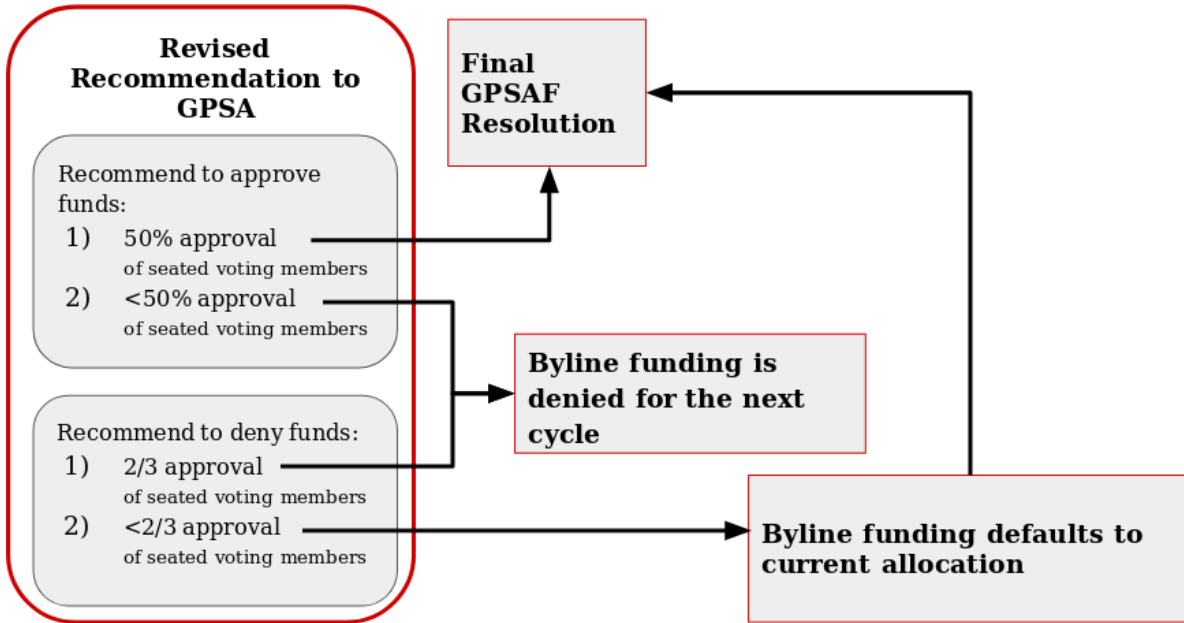 Revised
Recommendation to
GPSA
Recommend to approve
funds:
1) 50% approval
of seated voting members
2) <50% approval
of seated voting members
Recommend to deny funds:
1) 2/3 approval
of seated voting members
2) <2/3 approval
of seated voting members
Final
GPSAF
Resolution
Byline funding is
denied for the next
cycle
Byline funding defaults to
current allocation